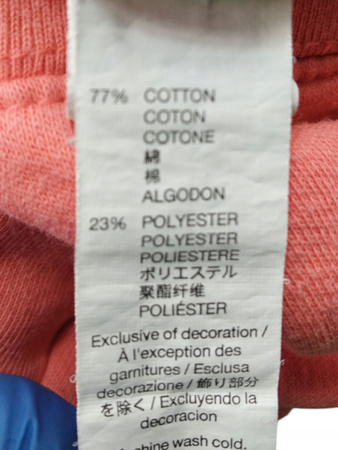 77% COTTON
COTON
COTONE
綿
棉
ALGODON
23% POLYESTER
POLYESTER
POLIESTERE
ポリエステル
聚酯纤维
POLIÉSTER
Exclusive of decoration /
À l'exception des
garnitures / Esclusa
decorazione / 飾り部分
を除く / Excluyendo la
decoracion
wash cold.